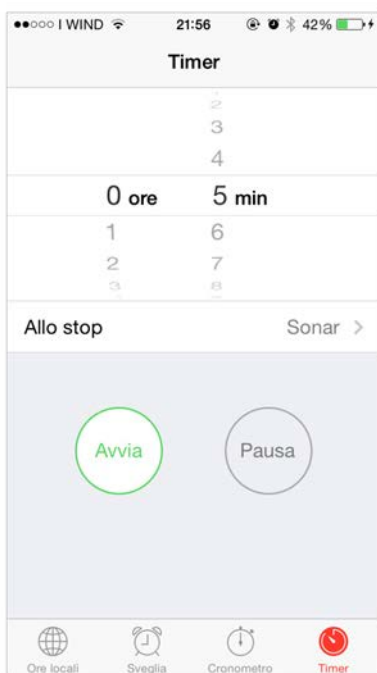 I WIND 21:56 42%
Timer
2
3
4
0 ore 5 min
1 6
2 7
3 8
Allo stop Sonar >
Avvia Pausa
Ore locali Sveglia Cronometro Timer